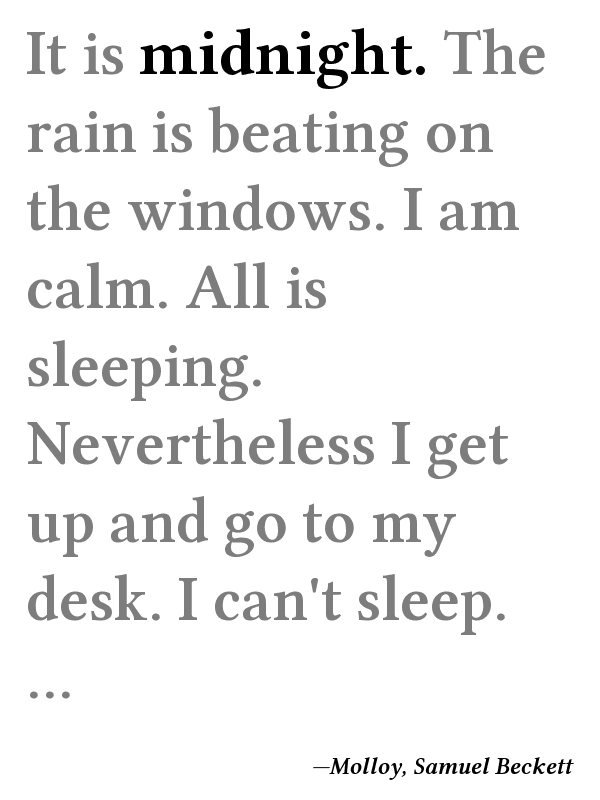 It is midnight. The
rain is beating on
the windows. I am
calm. All is
sleeping.
Nevertheless I get
up and go to my
desk. I can't sleep.
...
—Molloy, Samuel Beckett